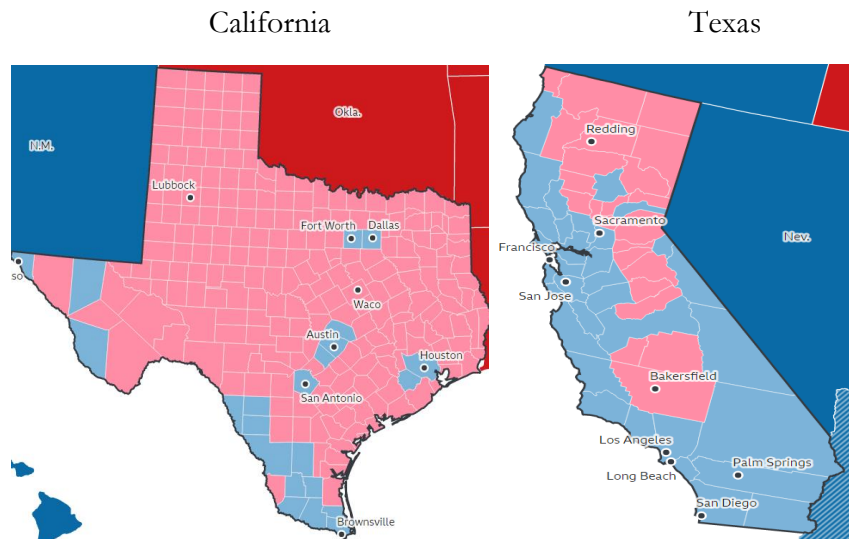 California
Texas
Okla.
N.M.
Lubbock
Fort Worth
Dallas
so
Waco
Austin
Houston
San Antonio
Brownsville
Redding
Sacramento
Nev.
Francisco
San Jose
Bakersfield
Los Angeles
Palm Springs
Long Beach
San Diego